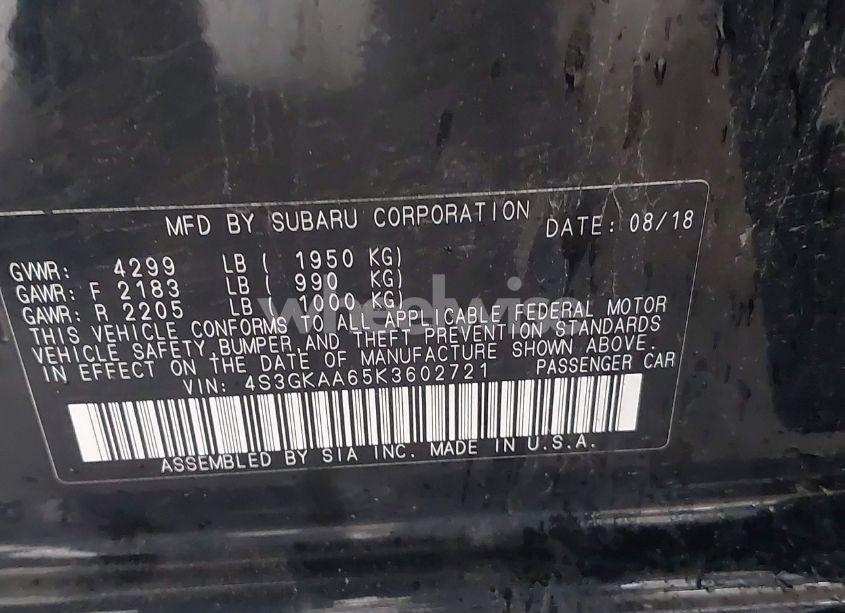 MFD BY SUBARU CORPORATION DATE: 08/18
GVWR: 4299 LB ( 1950 KG)
GAWR: F 2183 LB ( 990 KG)
GAWR: R 2205 LB ( 1000 KG)
THIS VEHICLE CONFORMS TO ALL APPLICABLE FEDERAL MOTOR
VEHICLE SAFETY, BUMPER, AND THEFT PREVENTION STANDARDS
IN EFFECT ON THE DATE OF MANUFACTURE SHOWN ABOVE.
VIN: 4S3GKAA65K3602721 PASSENGER CAR
ASSEMBLED BY SIA INC. MADE IN U.S.A.